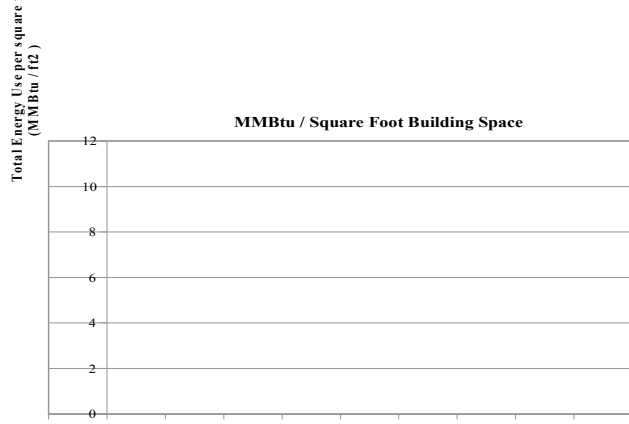 Total Energy Use per square
(MMBtu / ft2 )
MMBtu / Square Foot Building Space
12
10
8
6
4
2
0